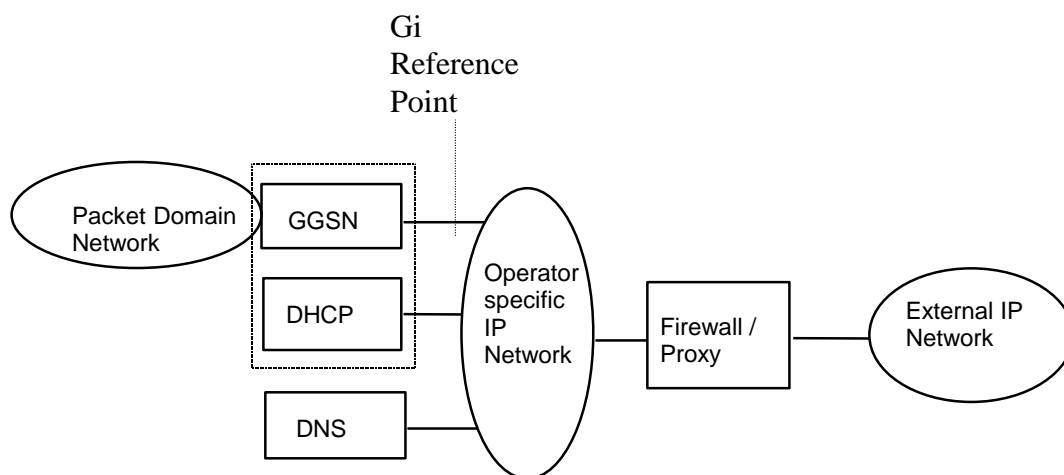 Gi
Reference
Point
Packet Domain
Network
GGSN
DHCP
DNS
Operator
specific
IP
Network
Firewall /
Proxy
External IP
Network